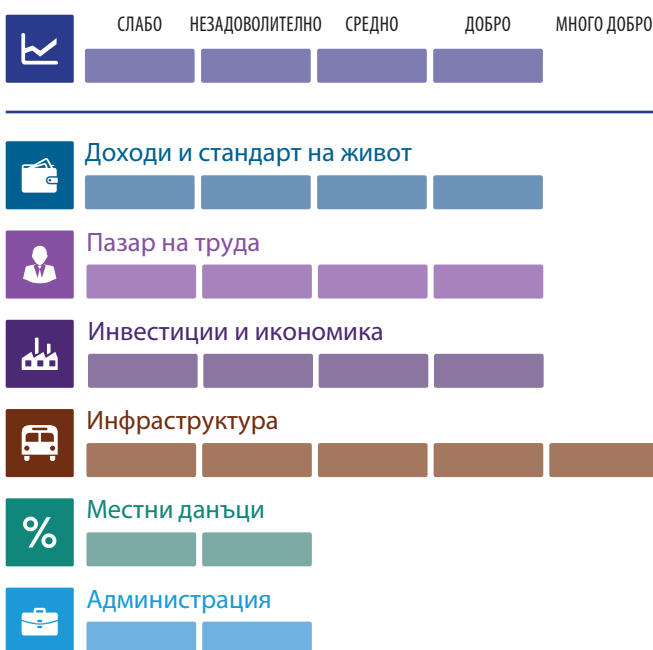 СЛАБО НЕЗАДОВОЛИТЕЛНО СРЕДНО ДОБРО МНОГО ДОБРО
Доходи и стандарт на живот
Пазар на труда
Инвестиции и икономика
Инфраструктура
Местни данъци
%
Администрация